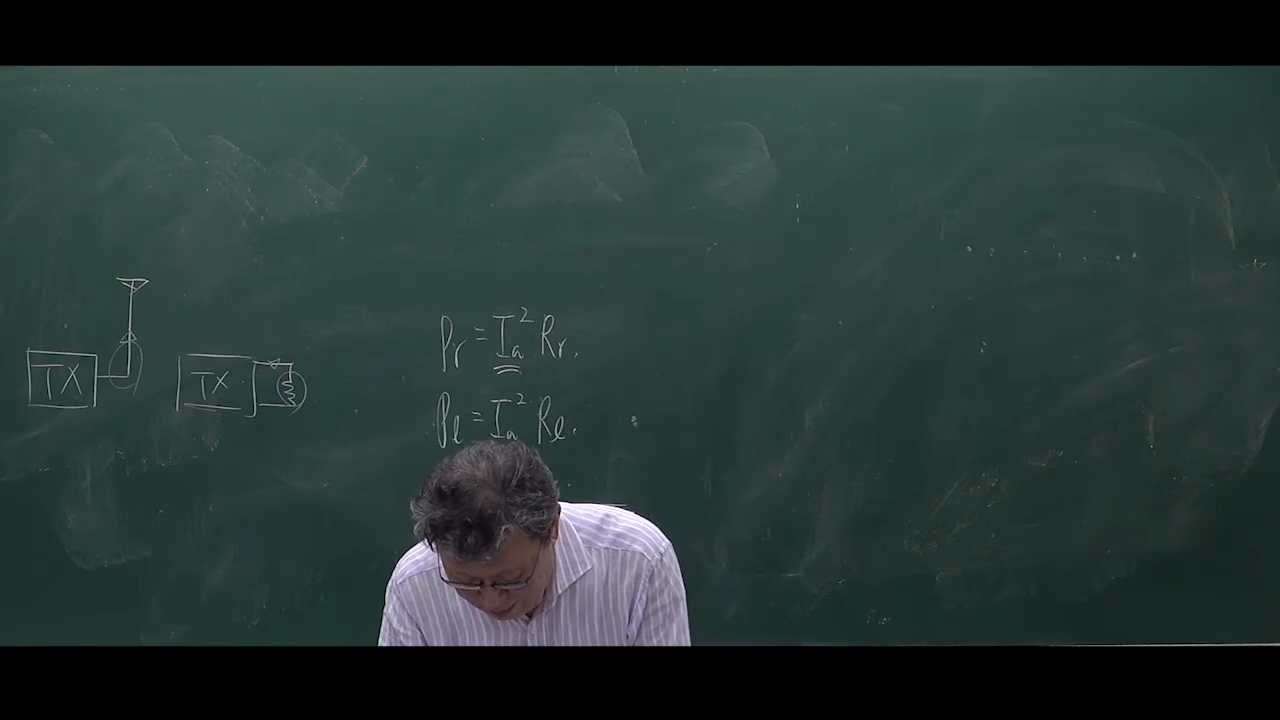 TX
TX
Pr = Ia² Rr.
Pl = Ia² Rl.